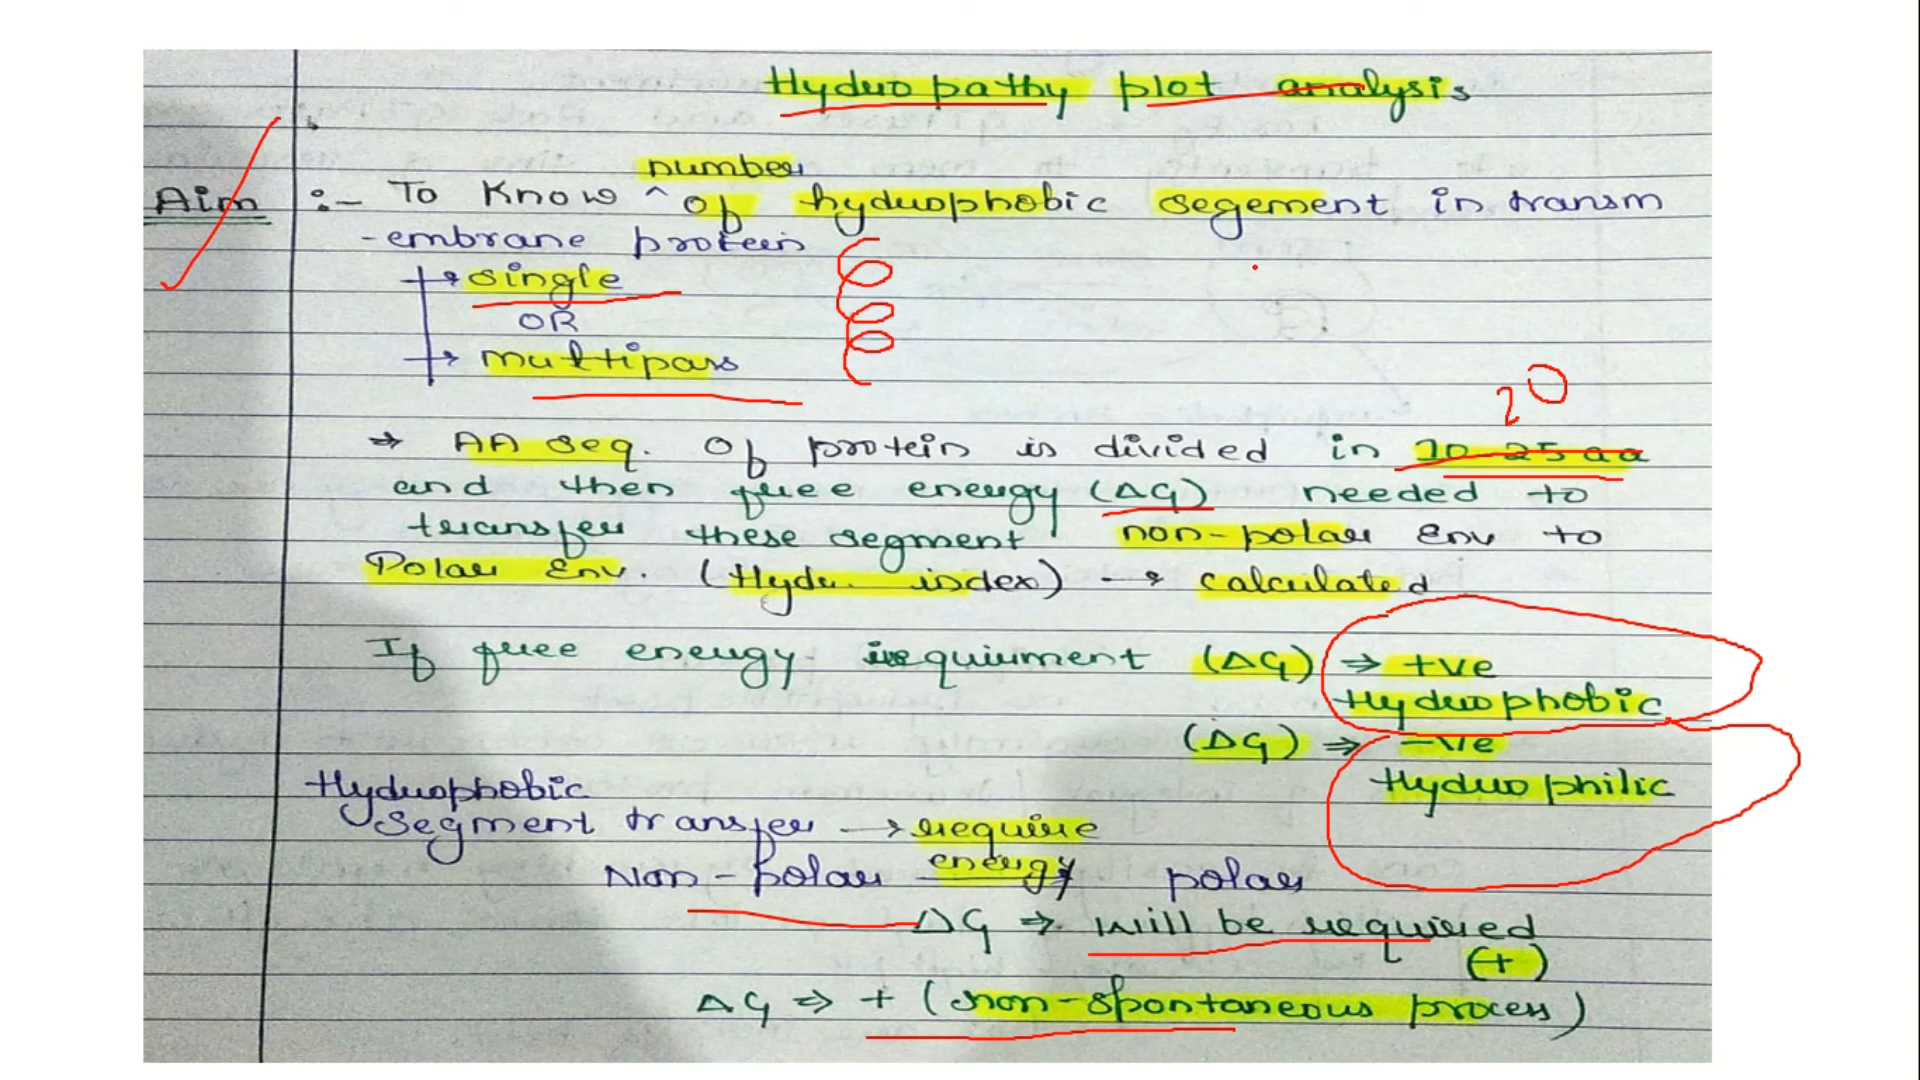 Hydropathy plot analysis
number
Aim :- To Know ^ of hydrophobic segement in transm
-embrane protein
→ single
OR
→ multipass
20
⇒ AA seq. Of protein is divided in 10-25 aa
and then free energy (ΔG) needed to
transfer these segment non-polar Env to
Polar Env. (Hydr. index) --→ calculated
If free energy requirment (ΔG) ⇒ +ve
Hydrophobic
(ΔG) ⇒ -ve
Hydrophilic
Hydrophobic
segment transfer → require
energy
Non-polar → polar
ΔG ⇒ will be required
(+)
ΔG ⇒ + (non-spontaneous process)